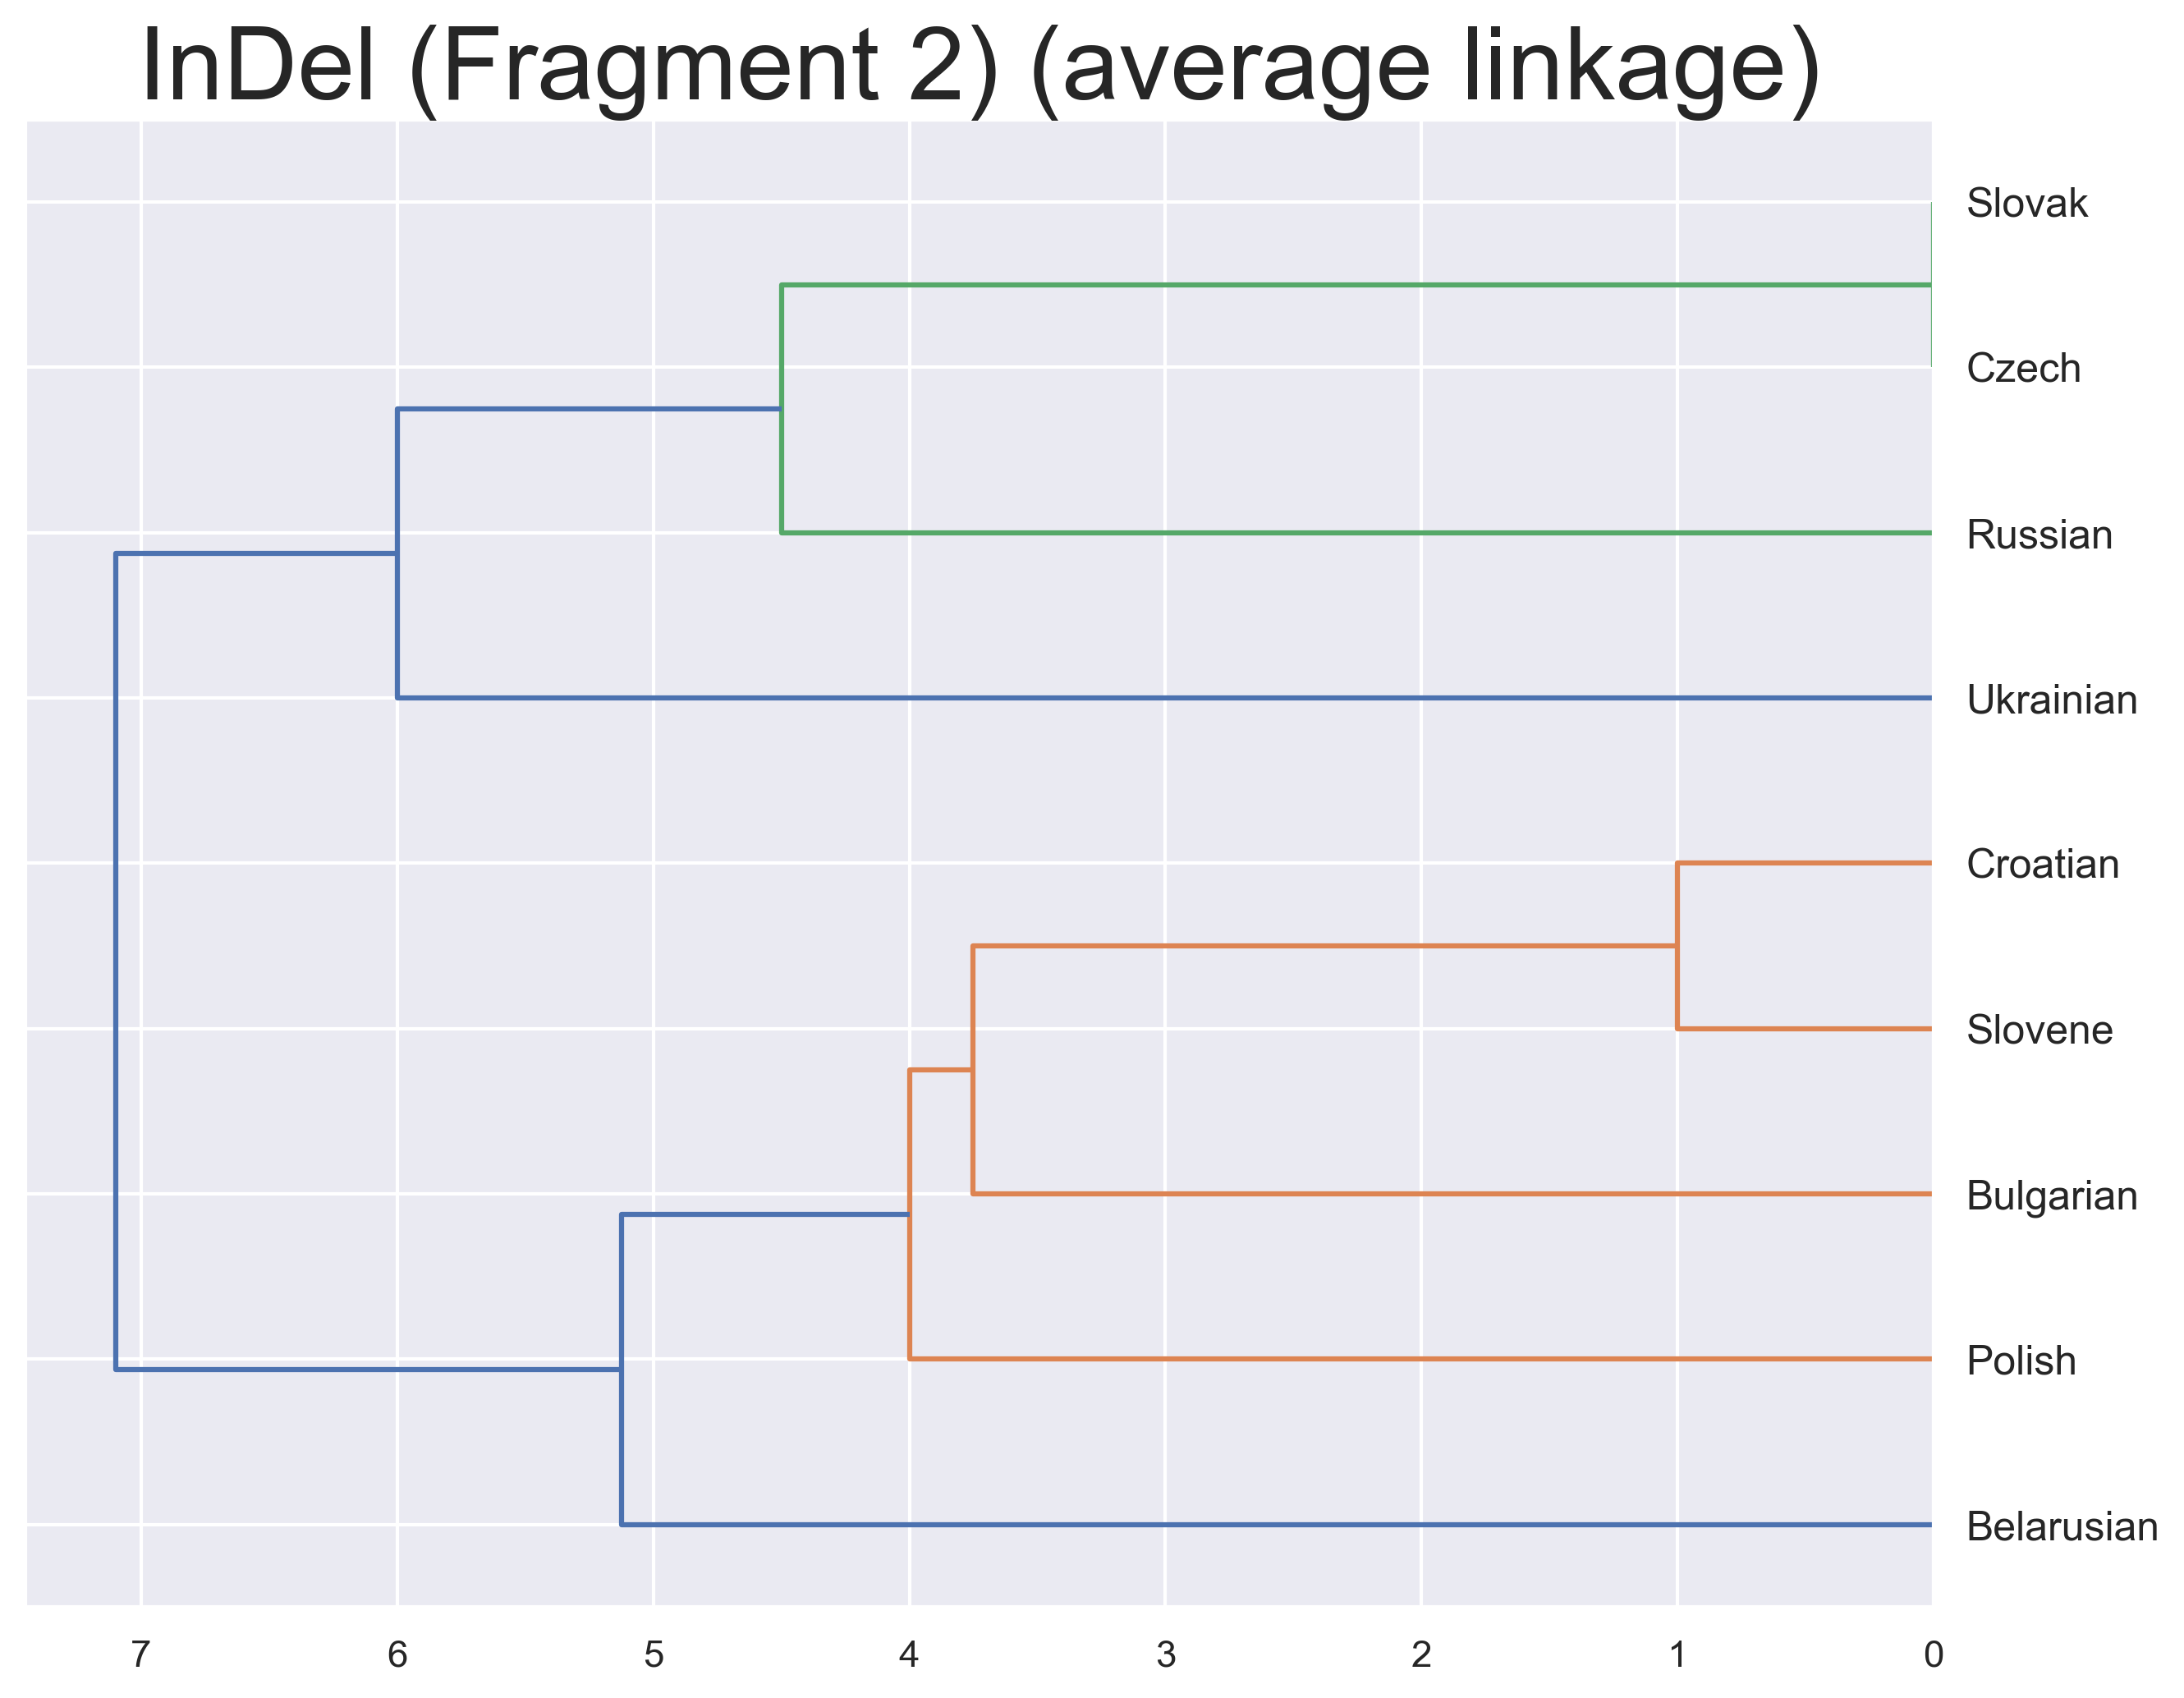 InDel (Fragment 2) (average linkage)
Slovak
Czech
Russian
Ukrainian
Croatian
Slovene
Bulgarian
Polish
Belarusian
7 6 5 4 3 2 1 0